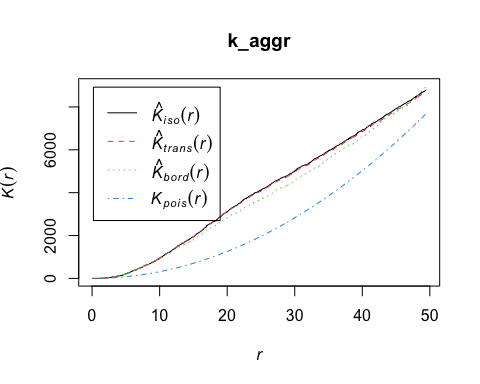 k_aggr
K(r)
6000
2000
0
K̂iso(r)
K̂trans(r)
K̂bord(r)
Kpois(r)
0 10 20 30 40 50
r